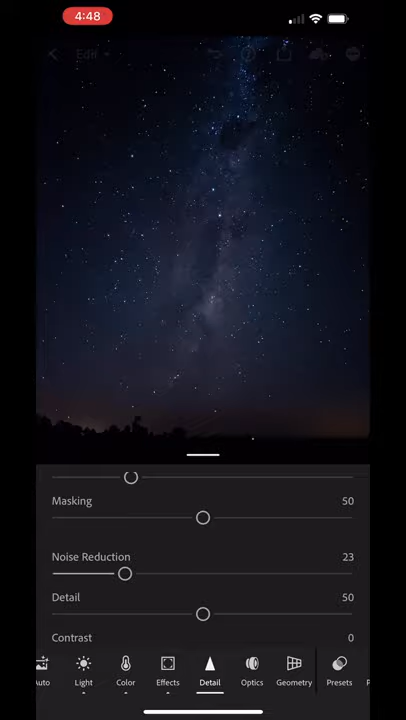 4:48
Edit
Masking 50
Noise Reduction 23
Detail 50
Contrast 0
Auto Light Color Effects Detail Optics Geometry Presets P